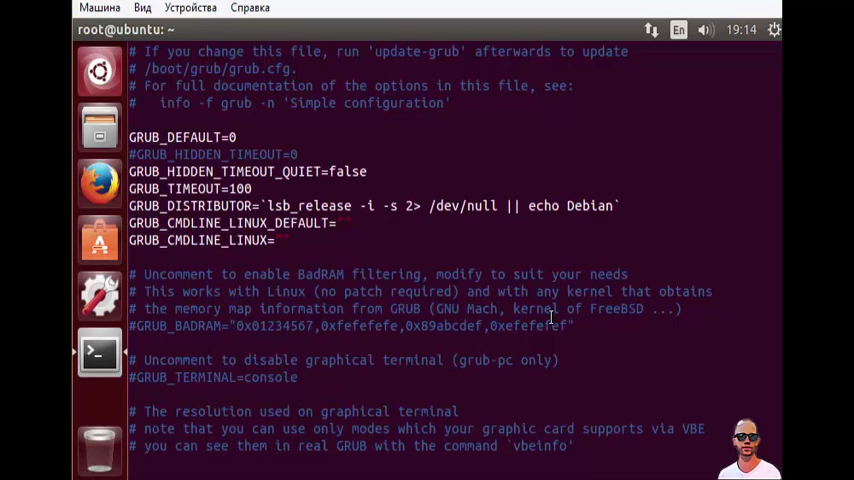 Машина Вид Устройства Справка
root@ubuntu: ~ En 19:14
# If you change this file, run 'update-grub' afterwards to update
# /boot/grub/grub.cfg.
# For full documentation of the options in this file, see:
#   info -f grub -n 'Simple configuration'
GRUB_DEFAULT=0
#GRUB_HIDDEN_TIMEOUT=0
GRUB_HIDDEN_TIMEOUT_QUIET=false
GRUB_TIMEOUT=100
GRUB_DISTRIBUTOR=`lsb_release -i -s 2> /dev/null || echo Debian`
GRUB_CMDLINE_LINUX_DEFAULT=""
GRUB_CMDLINE_LINUX=""
# Uncomment to enable BadRAM filtering, modify to suit your needs
# This works with Linux (no patch required) and with any kernel that obtains
# the memory map information from GRUB (GNU Mach, kernel of FreeBSD ...)
#GRUB_BADRAM="0x01234567,0xfefefefe,0x89abcdef,0xefefefef"
# Uncomment to disable graphical terminal (grub-pc only)
#GRUB_TERMINAL=console
# The resolution used on graphical terminal
# note that you can use only modes which your graphic card supports via VBE
# you can see them in real GRUB with the command `vbeinfo'